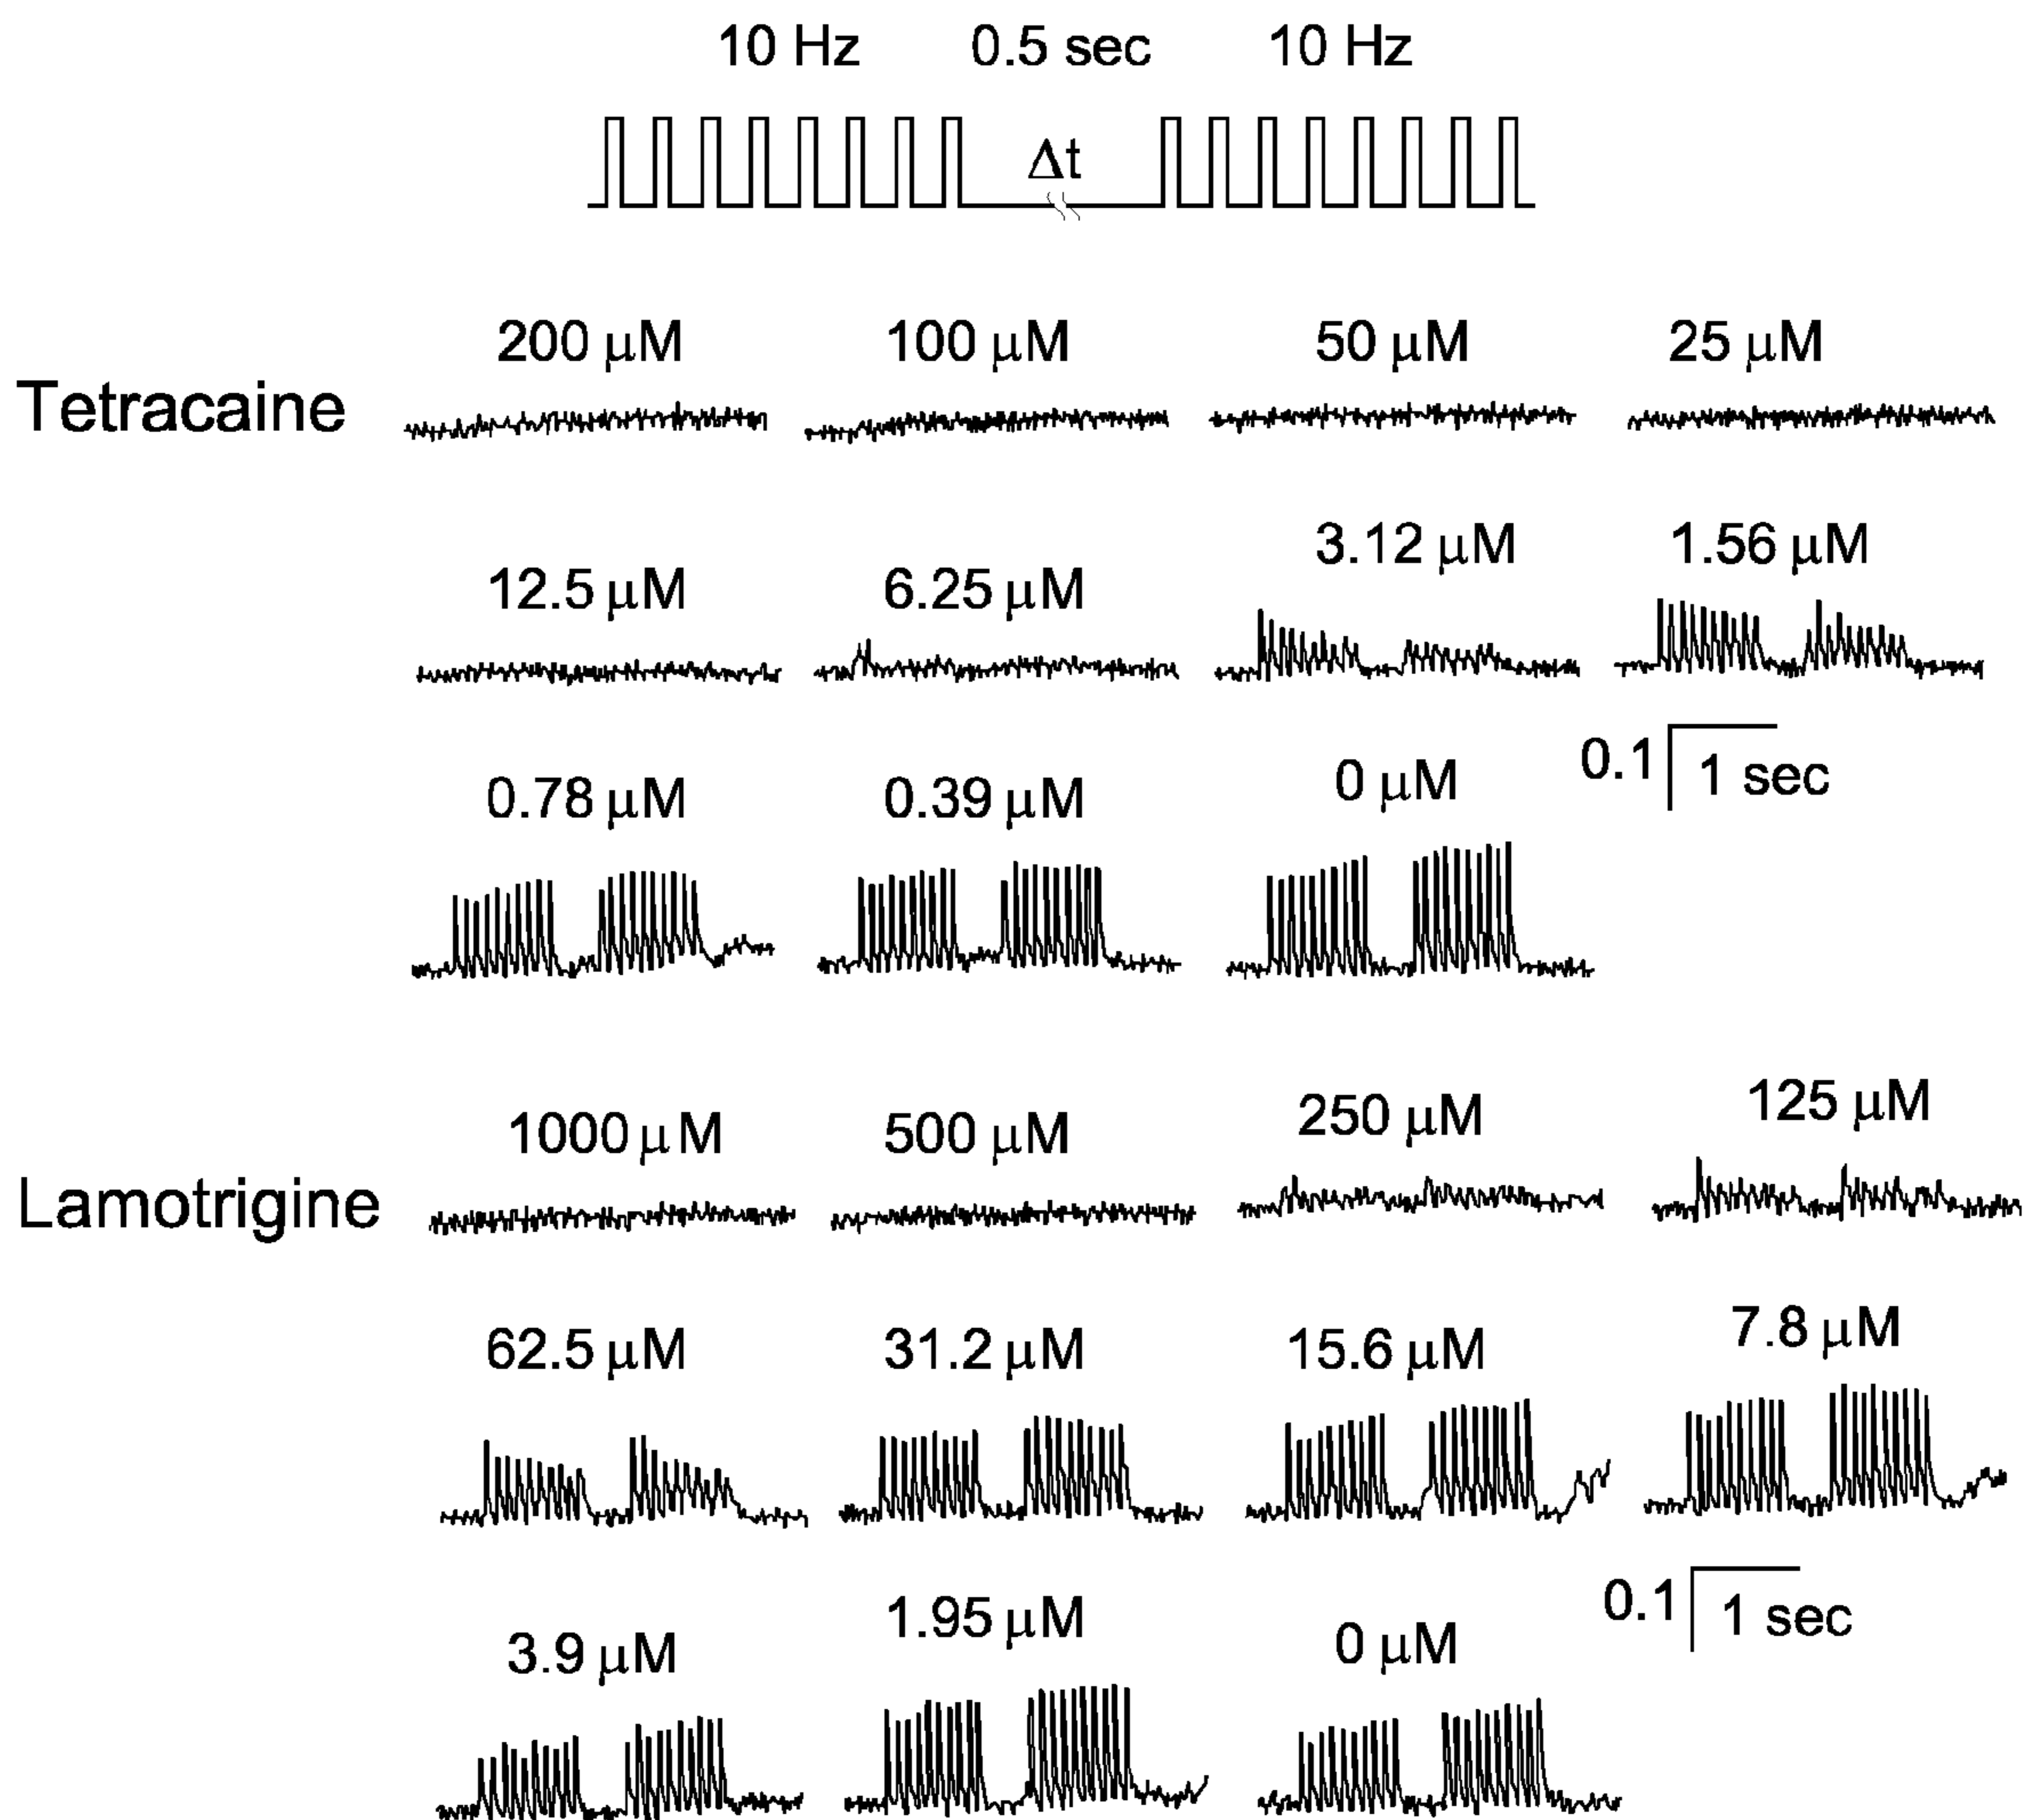 10 Hz 0.5 sec 10 Hz
Δt
200 μM 100 μM 50 μM 25 μM
Tetracaine
12.5 μM 6.25 μM 3.12 μM 1.56 μM
0.1 1 sec
0.78 μM 0.39 μM 0 μM
1000 μM 500 μM 250 μM 125 μM
Lamotrigine
62.5 μM 31.2 μM 15.6 μM 7.8 μM
0.1 1 sec
3.9 μM 1.95 μM 0 μM